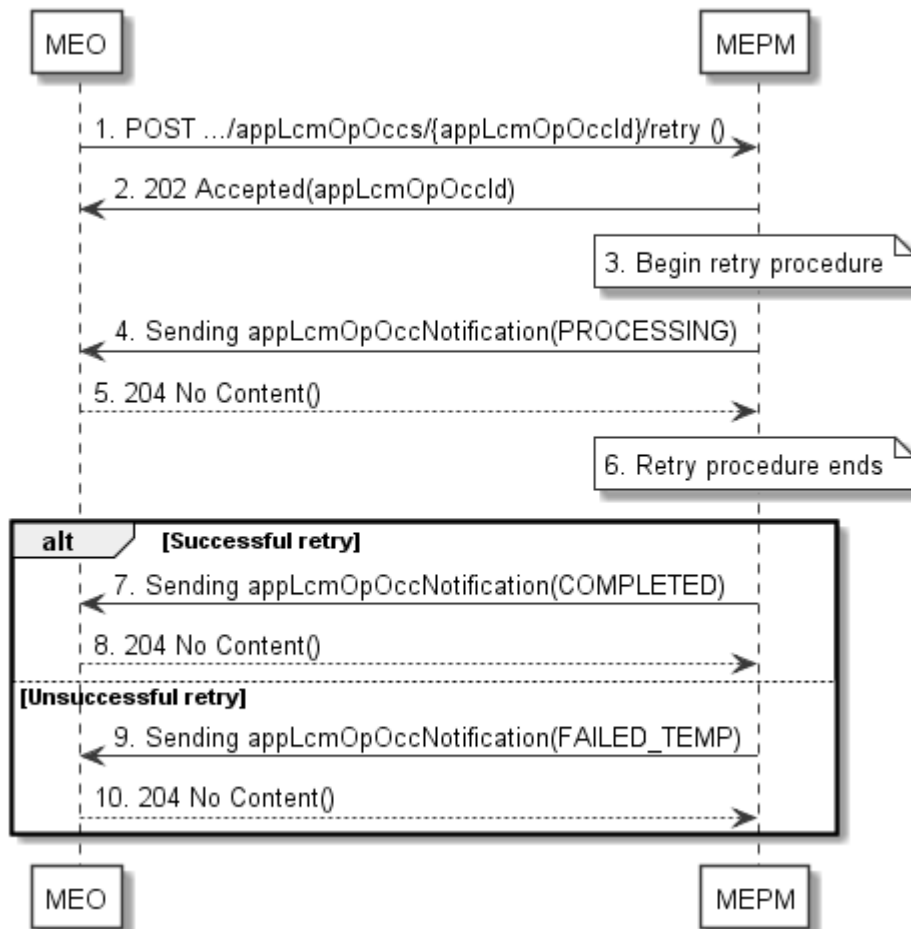 MEO MEPM
1. POST .../appLcmOpOccs/{appLcmOpOccId}/retry ()
2. 202 Accepted(appLcmOpOccId)
3. Begin retry procedure
4. Sending appLcmOpOccNotification(PROCESSING)
5. 204 No Content()
6. Retry procedure ends
alt [Successful retry]
7. Sending appLcmOpOccNotification(COMPLETED)
8. 204 No Content()
[Unsuccessful retry]
9. Sending appLcmOpOccNotification(FAILED_TEMP)
10. 204 No Content()
MEO MEPM